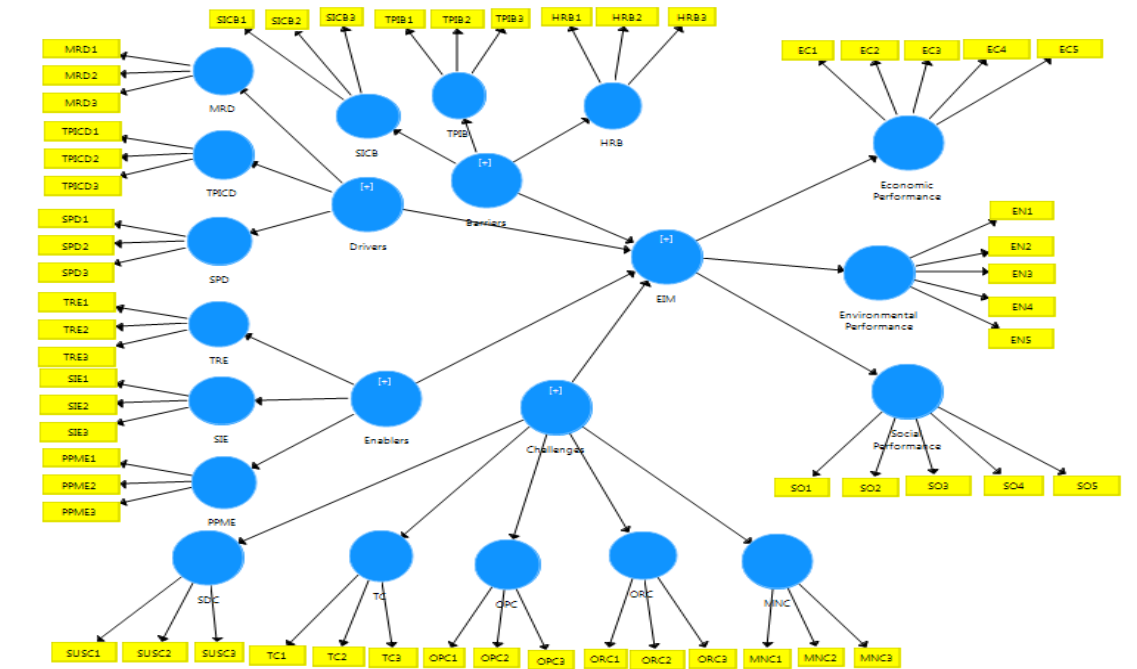 SICB1
SICB2
SICB3
TPIB1
TPIB2
TPIB3
HRB1
HRB2
HRB3
MRD1
MRD2
MRD3
MRD
SICB
TPIB
HRB
EC1
EC2
EC3
EC4
EC5
Economic
Performance
TPICD1
TPICD2
TPICD3
TPICD
[+]
Drivers
[+]
Barriers
SPD1
SPD2
SPD3
SPD
[+]
EIM
EN1
EN2
EN3
EN4
EN5
Environmental
Performance
TRE1
TRE2
TRE3
TRE
SIE1
SIE2
SIE3
SIE
[+]
Enablers
[+]
Challenges
Social
Performance
SO1
SO2
SO3
SO4
SO5
PPME1
PPME2
PPME3
PPME
SDC
TC
OPC
ORC
MNC
SUSC1
SUSC2
SUSC3
TC1
TC2
TC3
OPC1
OPC2
OPC3
ORC1
ORC2
ORC3
MNC1
MNC2
MNC3